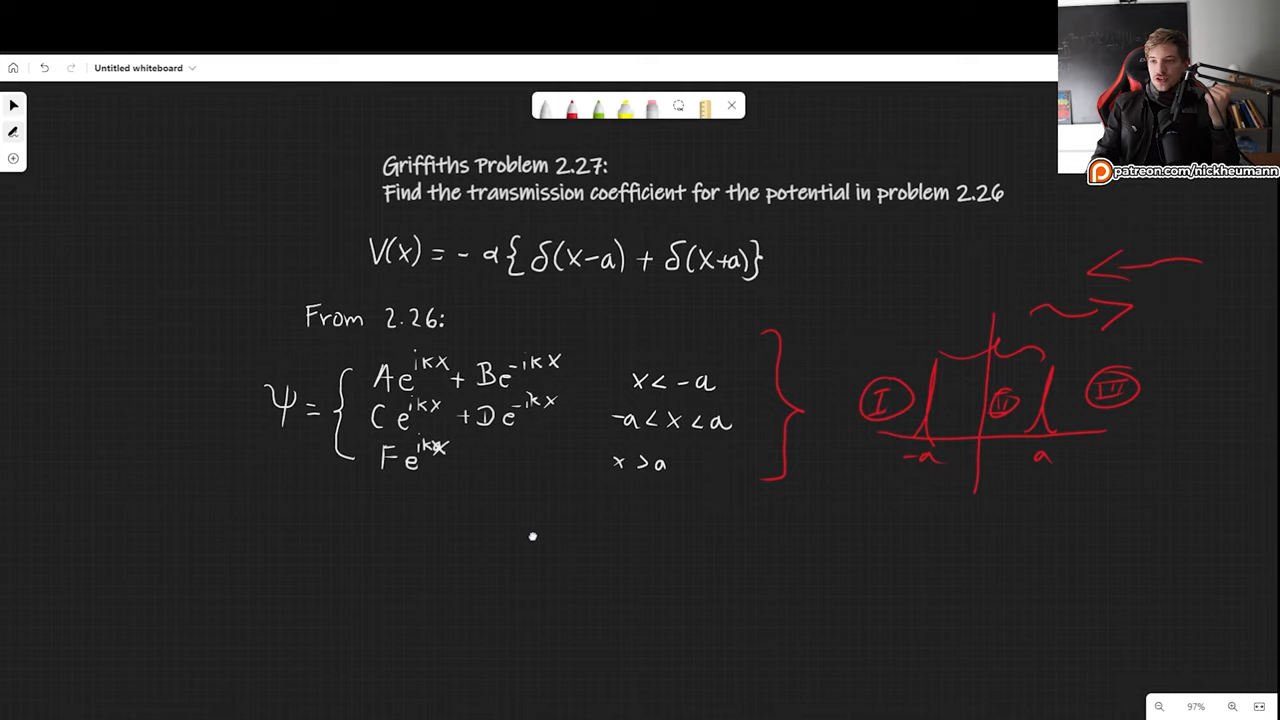 Untitled whiteboard
patreon.com/nickheumann
Griffiths Problem 2.27:
Find the transmission coefficient for the potential in problem 2.26
V(x) = - α{ δ(x-a) + δ(x+a)}
From 2.26:
ψ = { Ae^{iKx} + Be^{-iKx} x < -a
Ce^{iKx} + De^{-iKx} -a < x < a
Fe^{iKx} x > a }
I II III
-a a
97%